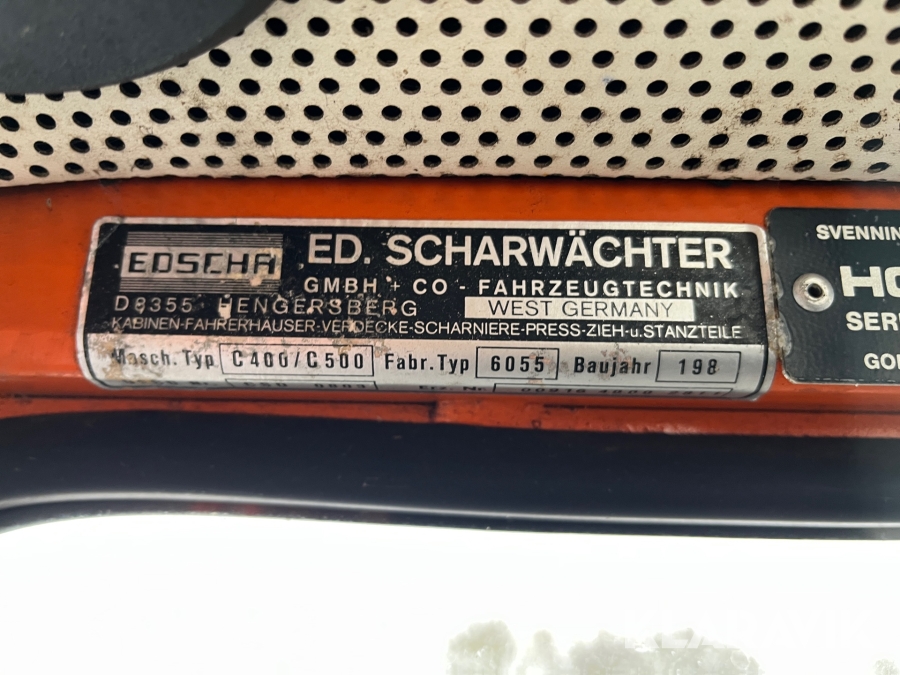 EDSCHA
ED. SCHARWÄCHTER
GMBH + CO - FAHRZEUGTECHNIK
D8355 HENGERSBERG WEST GERMANY
KABINEN-FAHRERHÄUSER-VERDECKE-SCHARNIERE-PRESS-ZIEH-u.STANZTEILE
Masch.Typ C400/C500 Fabr.Typ 6055 Baujahr 198
SVENNIN
HO
SER
GO